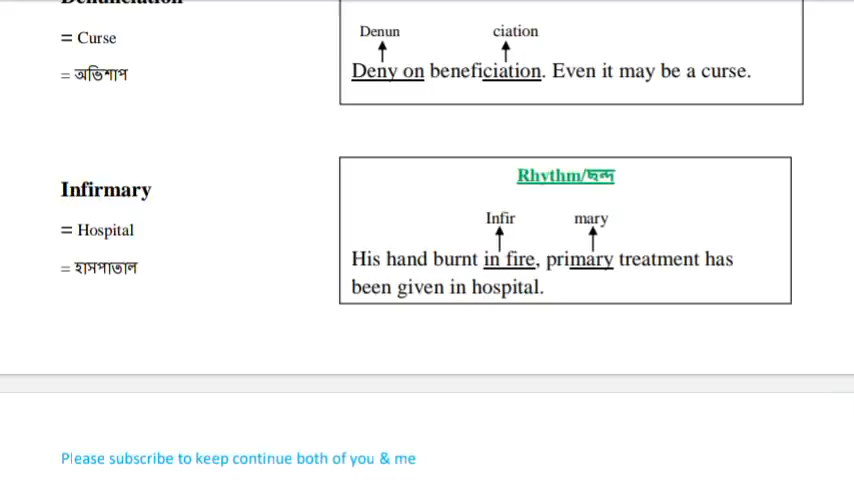 Denunciation
= Curse
= অভিশাপ
Denun ciation
Deny on beneficiation. Even it may be a curse.
Infirmary
= Hospital
= হাসপাতাল
Rhythm/ছন্দ
Infir mary
His hand burnt in fire, primary treatment has
been given in hospital.
Please subscribe to keep continue both of you & me